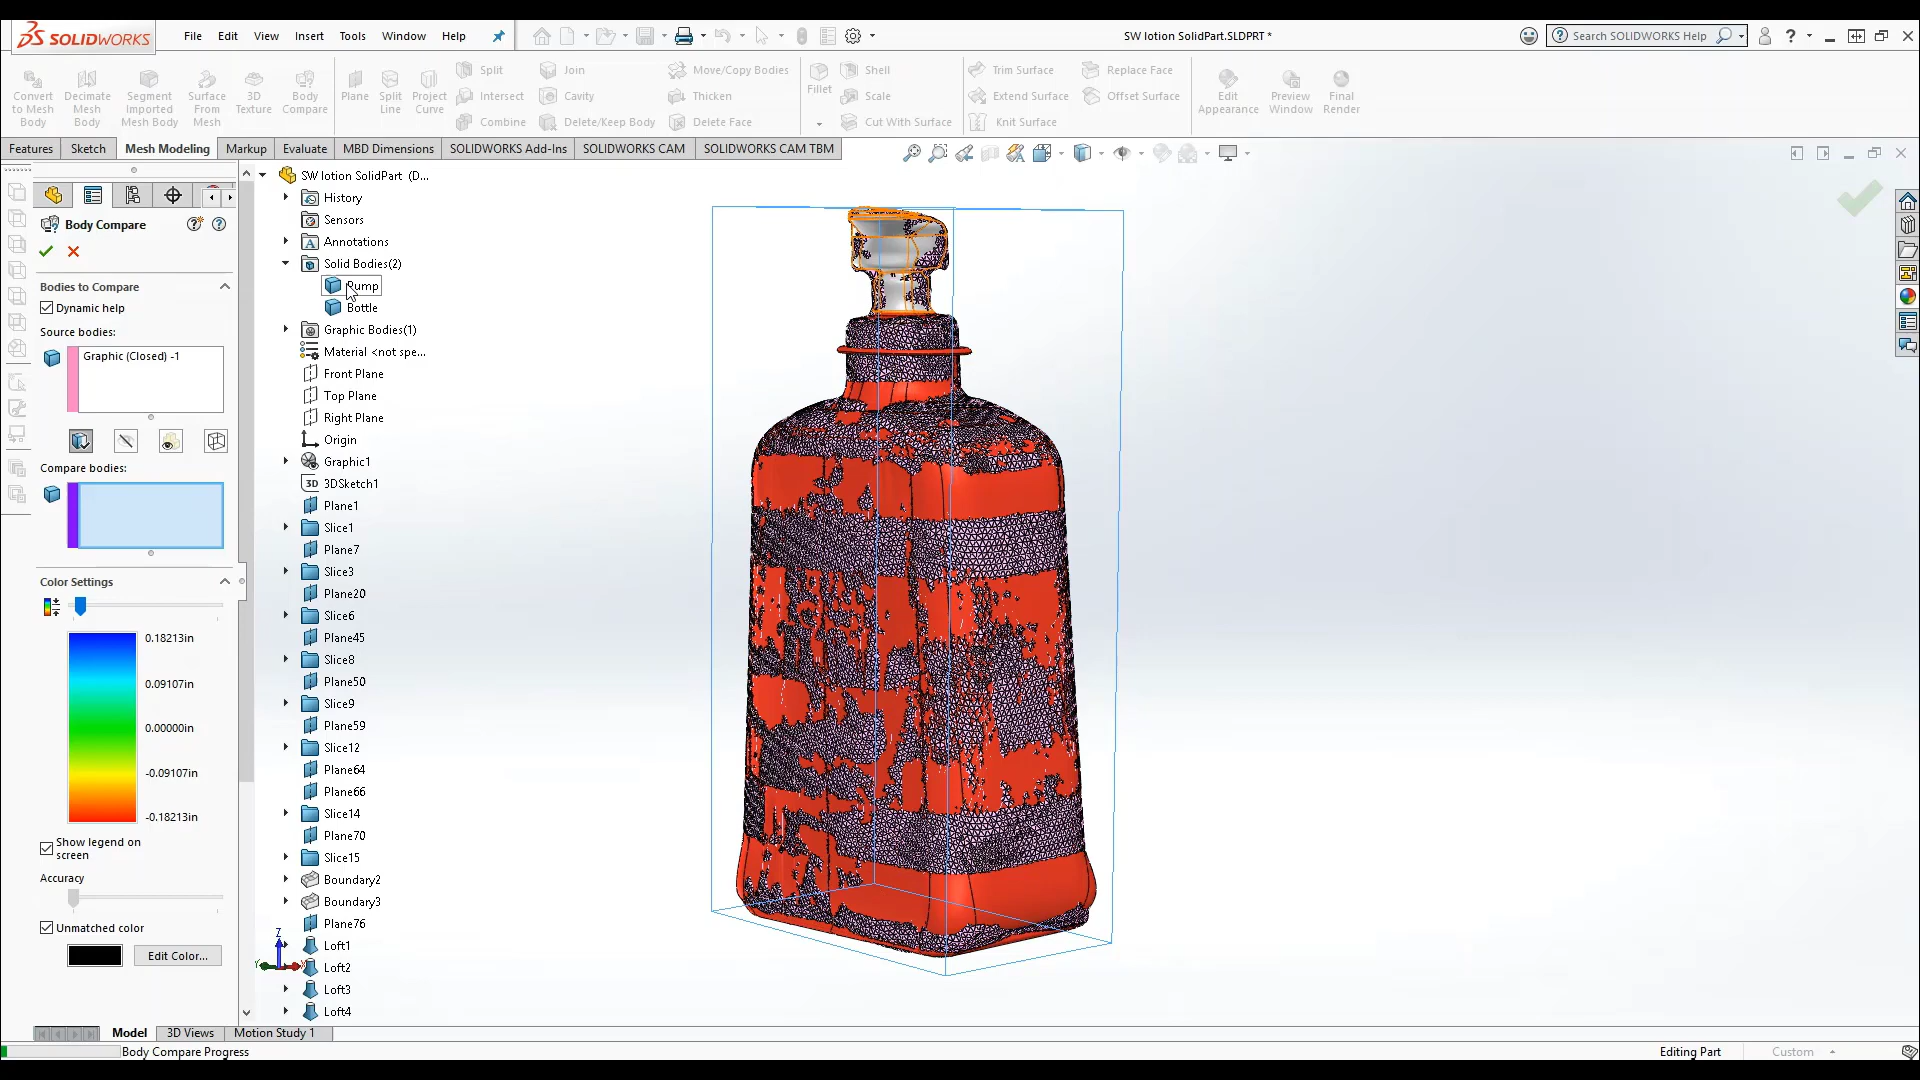 SOLIDWORKS
File Edit View Insert Tools Window Help
SW lotion SolidPart.SLDPRT *
Search SOLIDWORKS Help
Convert to Mesh Body
Decimate Mesh Body
Segment Imported Mesh Body
Surface From Mesh
3D Texture
Body Compare
Plane
Split Line
Project Curve
Split
Intersect
Combine
Join
Cavity
Delete/Keep Body
Move/Copy Bodies
Thicken
Delete Face
Fillet
Shell
Scale
Cut With Surface
Trim Surface
Extend Surface
Knit Surface
Replace Face
Offset Surface
Edit Appearance
Preview Window
Final Render
Features Sketch Mesh Modeling Markup Evaluate MBD Dimensions SOLIDWORKS Add-Ins SOLIDWORKS CAM SOLIDWORKS CAM TBM
Body Compare
Bodies to Compare
Dynamic help
Source bodies:
Graphic (Closed) -1
Compare bodies:
Color Settings
0.18213in
0.09107in
0.00000in
-0.09107in
-0.18213in
Show legend on screen
Accuracy
Unmatched color
Edit Color...
SW lotion SolidPart (D...
History
Sensors
Annotations
Solid Bodies(2)
Pump
Bottle
Graphic Bodies(1)
Material <not spe...
Front Plane
Top Plane
Right Plane
Origin
Graphic1
3D 3DSketch1
Plane1
Slice1
Plane7
Slice3
Plane20
Slice6
Plane45
Slice8
Plane50
Slice9
Plane59
Slice12
Plane64
Plane66
Slice14
Plane70
Slice15
Boundary2
Boundary3
Plane76
Loft1
Loft2
Loft3
Loft4
Z
Model 3D Views Motion Study 1
Body Compare Progress
Editing Part
Custom